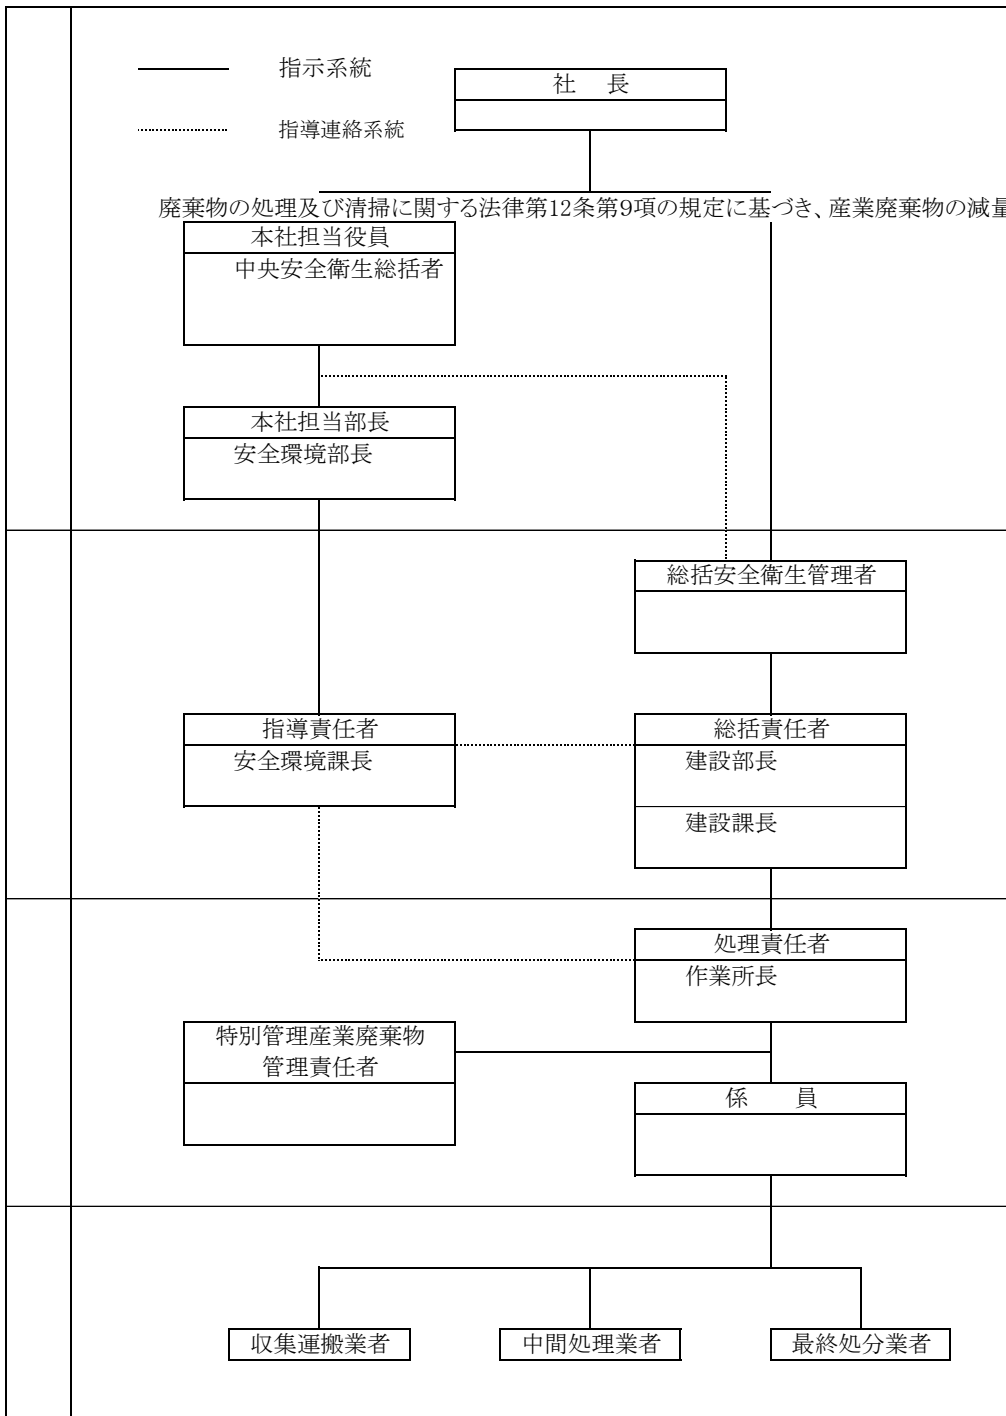 指示系統
社　長
指導連絡系統
廃棄物の処理及び清掃に関する法律第12条第9項の規定に基づき、産業廃棄物の減量
本社担当役員
中央安全衛生総括者
本社担当部長
安全環境部長
総括安全衛生管理者
指導責任者
総括責任者
安全環境課長
建設部長
建設課長
処理責任者
作業所長
特別管理産業廃棄物
管理責任者
係　　員
収集運搬業者
中間処理業者
最終処分業者